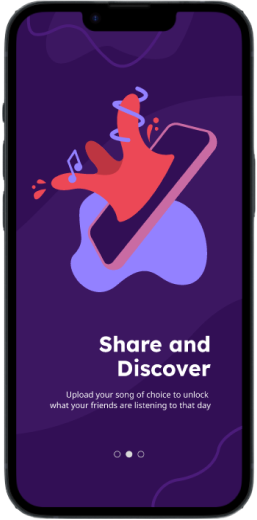 Share and
Discover
Upload your song of choice to unlock
what your friends are listening to that day